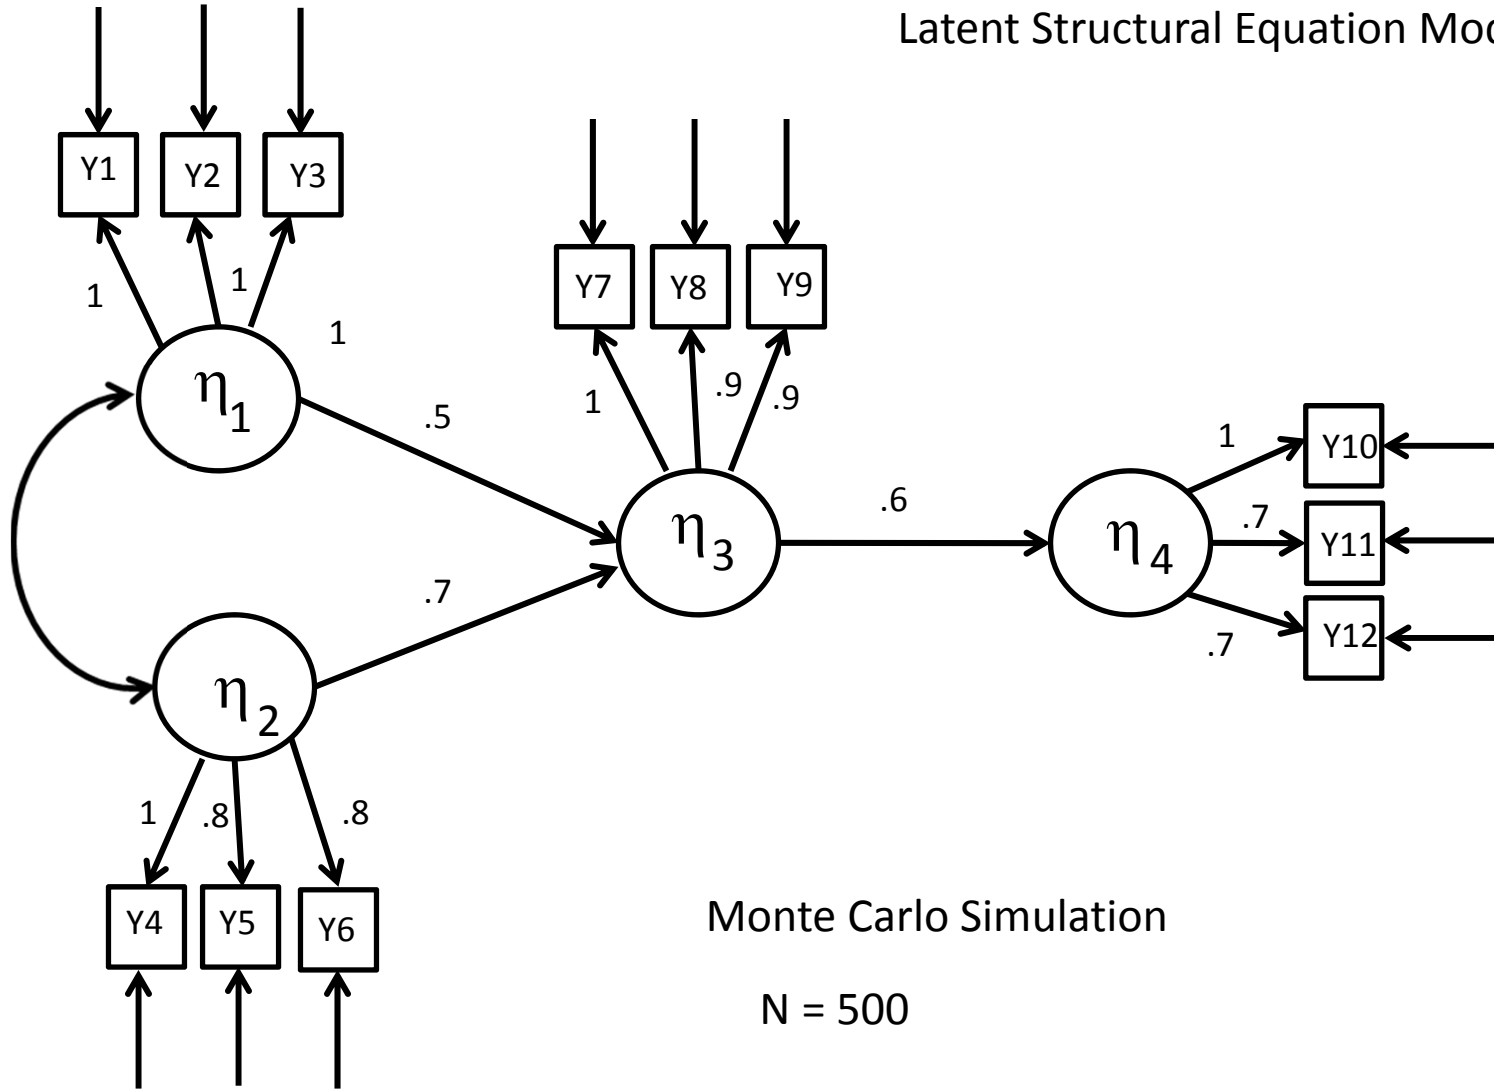 Latent Structural Equation
Y1 Y2 Y3
1 1 1
η1
Y7 Y8 Y9
1 .9 .9
.5
η3
.6
η4
1 Y10
.7 Y11
.7 Y12
.7
η2
1 .8 .8
Y4 Y5 Y6
Monte Carlo Simulation
N = 500